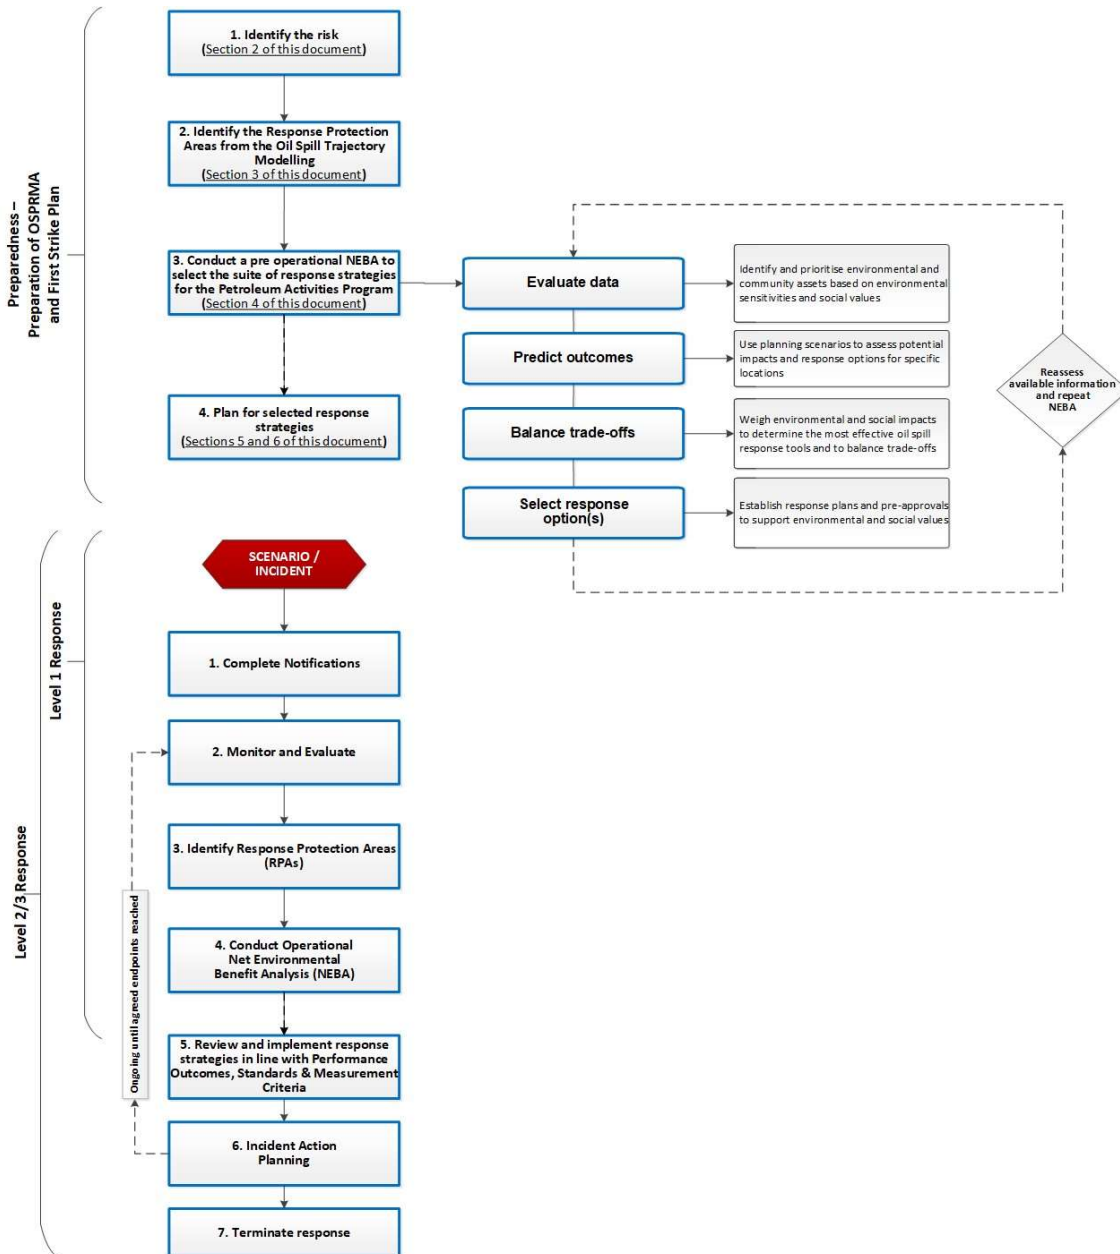 Preparedness –
Preparation of OSPRMA
and First Strike Plan
1. Identify the risk
(Section 2 of this document)
2. Identify the Response Protection
Areas from the Oil Spill Trajectory
Modelling
(Section 3 of this document)
3. Conduct a pre operational NEBA to
select the suite of response strategies
for the Petroleum Activities Program
(Section 4 of this document)
4. Plan for selected response
strategies
(Sections 5 and 6 of this document)
Evaluate data
Identify and prioritise environmental and
community assets based on environmental
sensitivities and social values
Predict outcomes
Use planning scenarios to assess potential
impacts and response options for specific
locations
Balance trade-offs
Weigh environmental and social impacts
to determine the most effective oil spill
response tools and to balance trade-offs
Select response
option(s)
Establish response plans and pre-approvals
to support environmental and social values
Reassess
available information
and repeat
NEBA
Level 1 Response
Level 2/3 Response
SCENARIO /
INCIDENT
1. Complete Notifications
2. Monitor and Evaluate
3. Identify Response Protection Areas
(RPAs)
4. Conduct Operational
Net Environmental
Benefit Analysis (NEBA)
5. Review and implement response
strategies in line with Performance
Outcomes, Standards & Measurement
Criteria
6. Incident Action
Planning
7. Terminate response
Ongoing until agreed endpoints reached